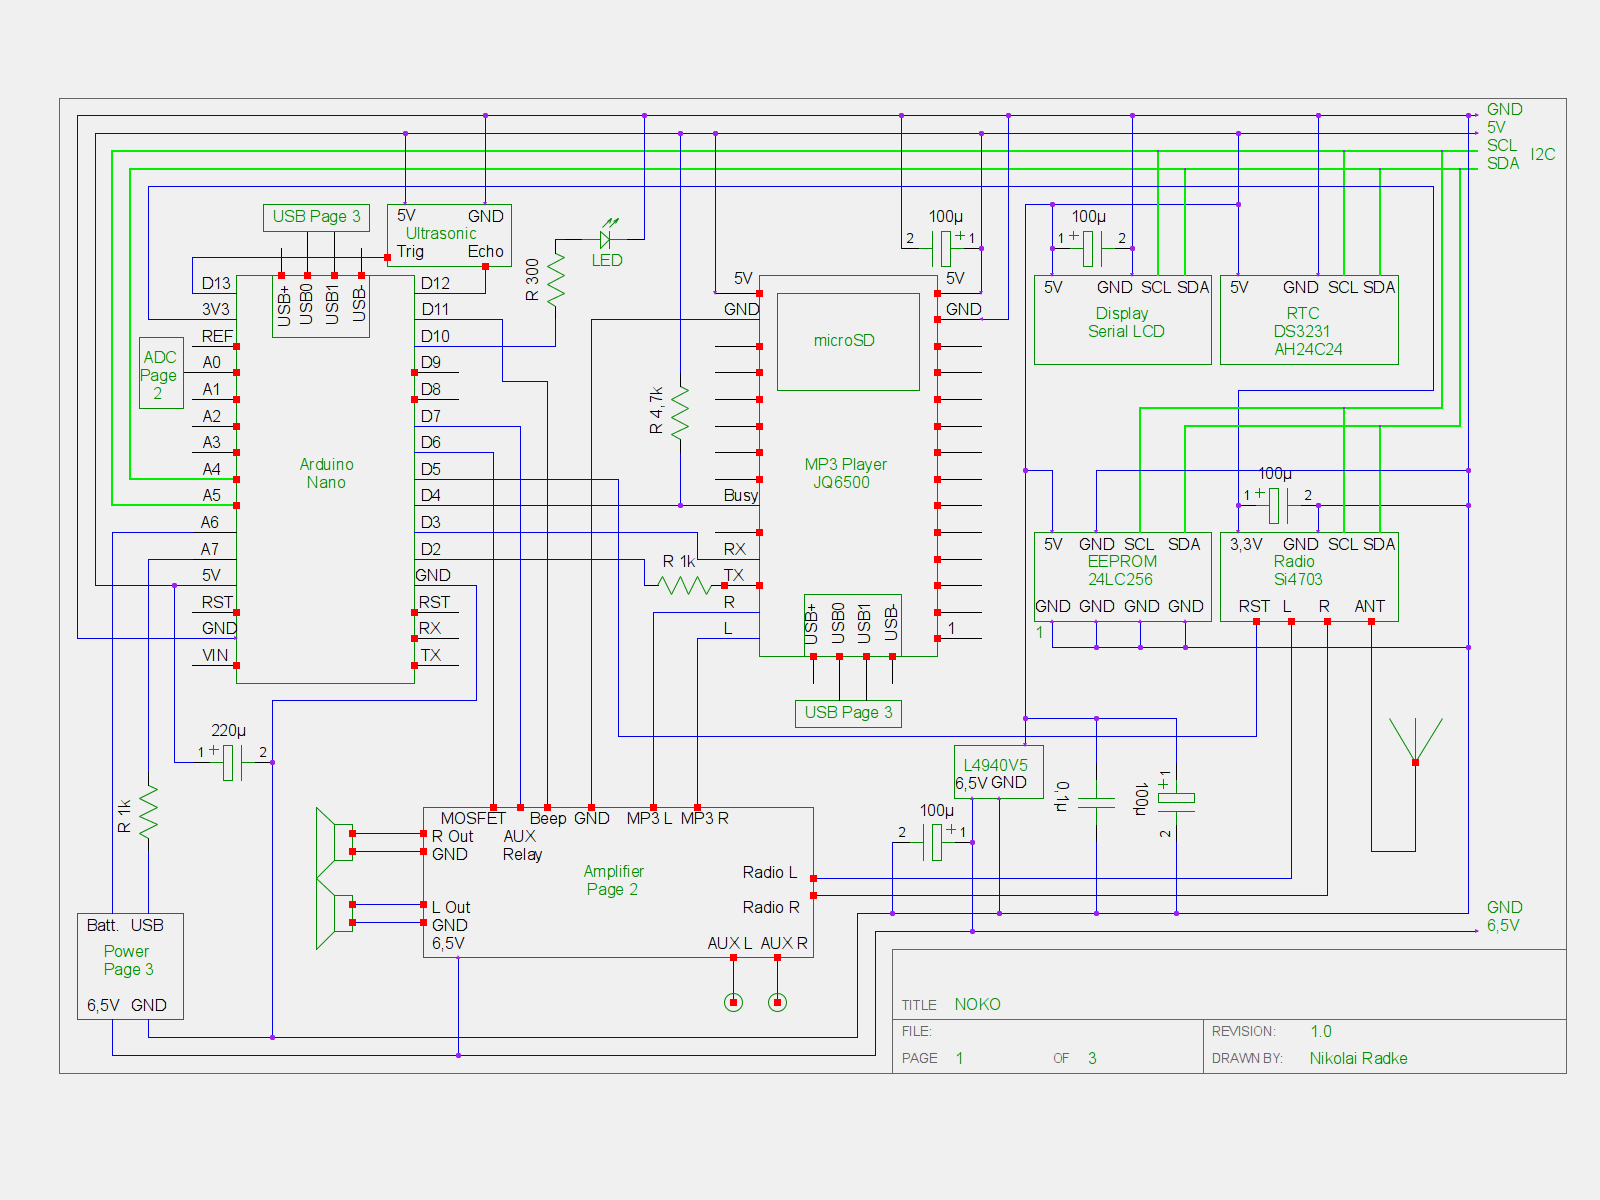 GND
5V
SCL
I2C
SDA
USB Page 3
5V GND
Ultrasonic
Trig Echo
LED
R 300
100µ
2 + 1
100µ
1 + 2
D13
3V3
REF
A0
A1
A2
A3
A4
A5
A6
A7
5V
RST
GND
VIN
USB+
USB0
USB1
USB-
ADC
Page
2
Arduino
Nano
D12
D11
D10
D9
D8
D7
D6
D5
D4
D3
D2
GND
RST
RX
TX
R 4,7k
R 1k
5V
GND
Busy
RX
TX
R
L
microSD
MP3 Player
JQ6500
5V
GND
1
USB+
USB0
USB1
USB-
USB Page 3
5V GND SCL SDA
Display
Serial LCD
5V GND SCL SDA
RTC
DS3231
AH24C24
100µ
1 + 2
5V GND SCL SDA
EEPROM
24LC256
GND GND GND GND
1
3,3V GND SCL SDA
Radio
Si4703
RST L R ANT
220µ
1 + 2
R 1k
L4940V5
6,5V GND
0,1µ
100µ
+ 1
2
100µ
2 + 1
MOSFET Beep GND MP3 L MP3 R
R Out AUX
GND Relay
Amplifier
Page 2
Radio L
Radio R
L Out
GND
6,5V
AUX L AUX R
Batt. USB
Power
Page 3
6,5V GND
GND
6,5V
TITLE NOKO
FILE:
REVISION: 1.0
PAGE 1 OF 3
DRAWN BY: Nikolai Radke